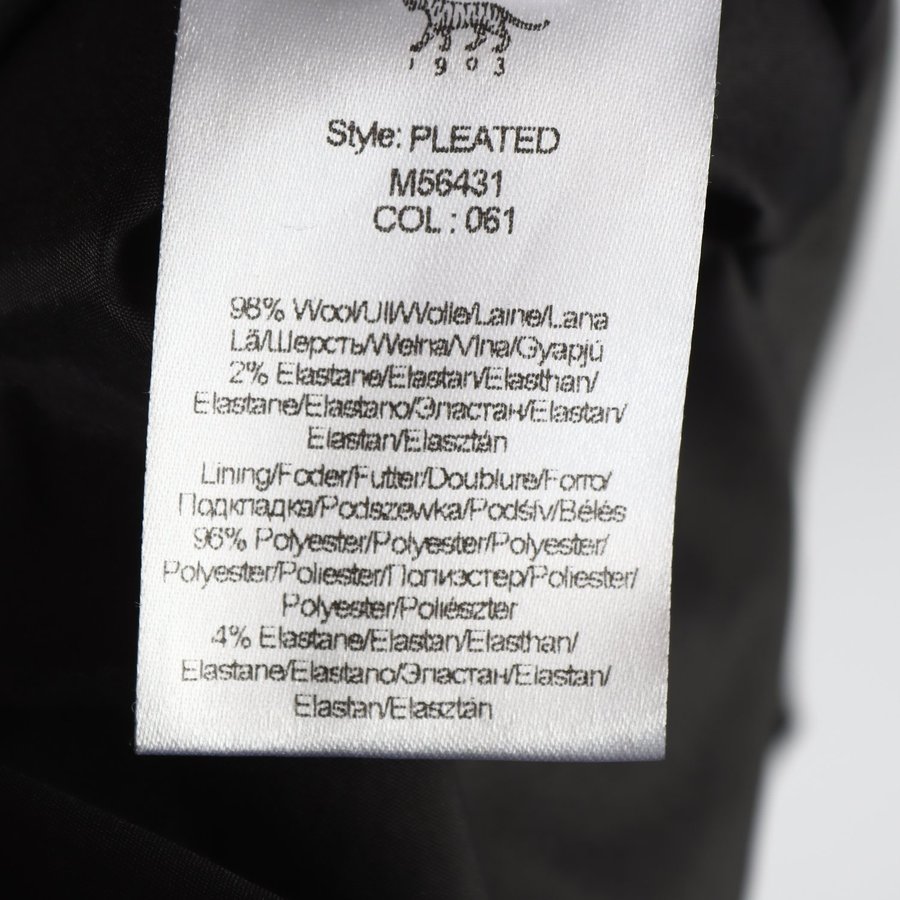 1903
Style: PLEATED
M56431
COL : 061
98% Wool/Ull/Wolle/Laine/Lana
Lã/Шерсть/Wełna/Vlna/Gyapjú
2% Elastane/Elastan/Elasthan/
Elastane/Elastano/Эластан/Elastan/
Elastan/Elasztán
Lining/Foder/Futter/Doublure/Forro/
Подкладка/Podszewka/Podšív/Bélés
96% Polyester/Polyester/Polyester/
Polyester/Poliester/Полиэстер/Poliester/
Polyester/Poliészter
4% Elastane/Elastan/Elasthan/
Elastane/Elastano/Эластан/Elastan/
Elastan/Elasztán